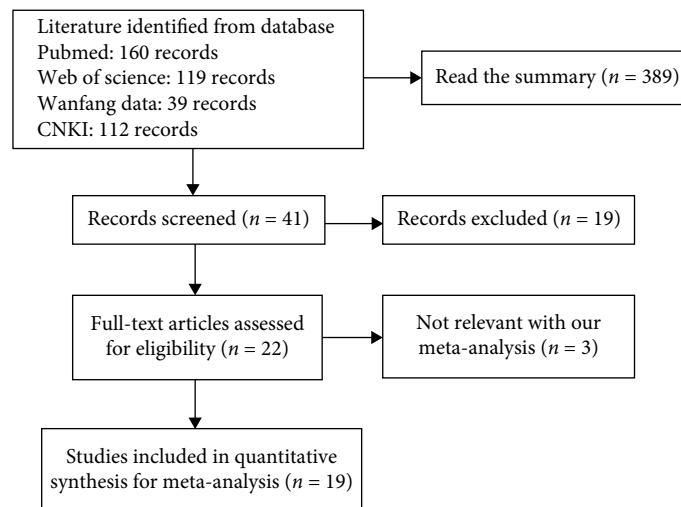 Literature identified from database
Pubmed: 160 records
Web of science: 119 records
Wanfang data: 39 records
CNKI: 112 records
Read the summary (n = 389)
Records screened (n = 41)
Records excluded (n = 19)
Full-text articles assessed
for eligibility (n = 22)
Not relevant with our
meta-analysis (n = 3)
Studies included in quantitative
synthesis for meta-analysis (n = 19)